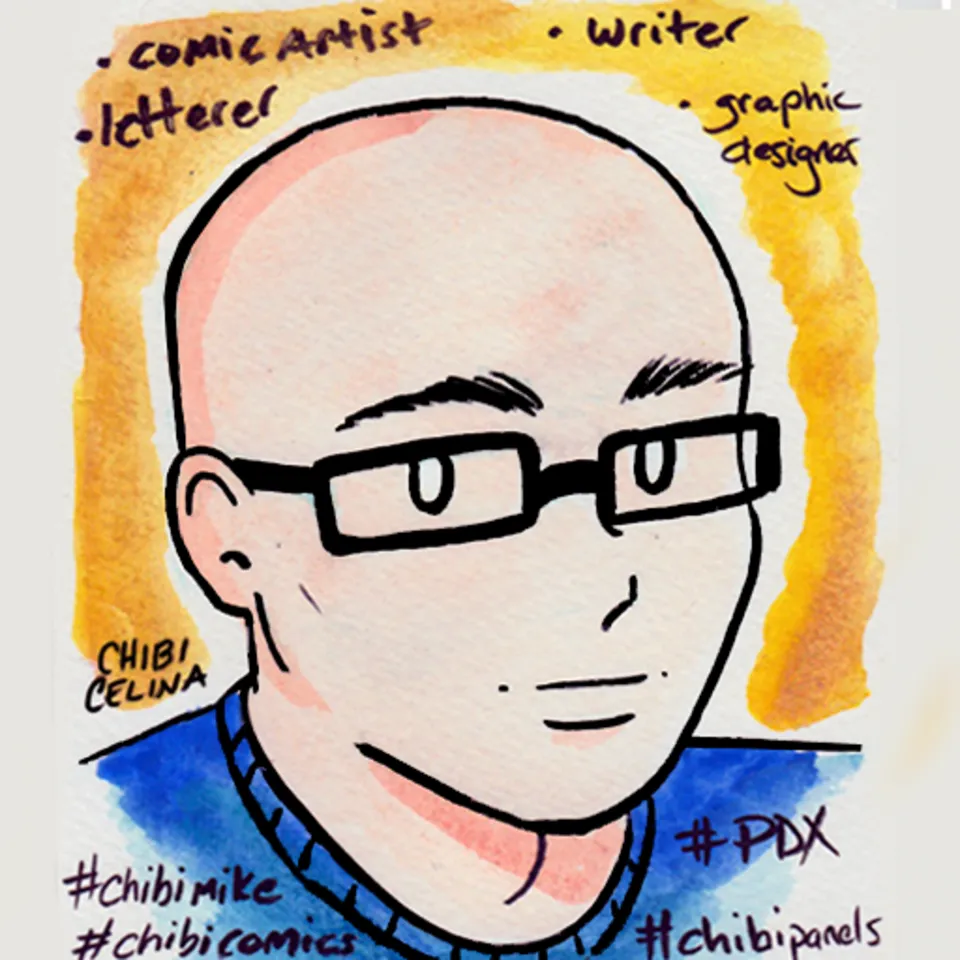 • comic Artist
• letterer
• writer
• graphic
designer
CHIBI
CELINA
#PDX
#chibimike
#chibicomics
#chibipanels